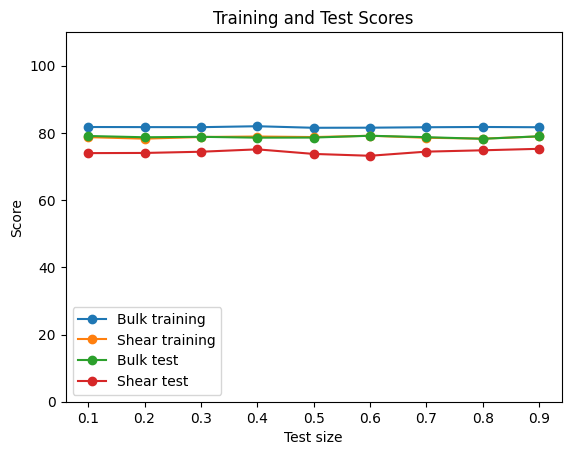 Training and Test Scores
100
80
60
40
20
0
Score
Bulk training
Shear training
Bulk test
Shear test
0.1 0.2 0.3 0.4 0.5 0.6 0.7 0.8 0.9
Test size